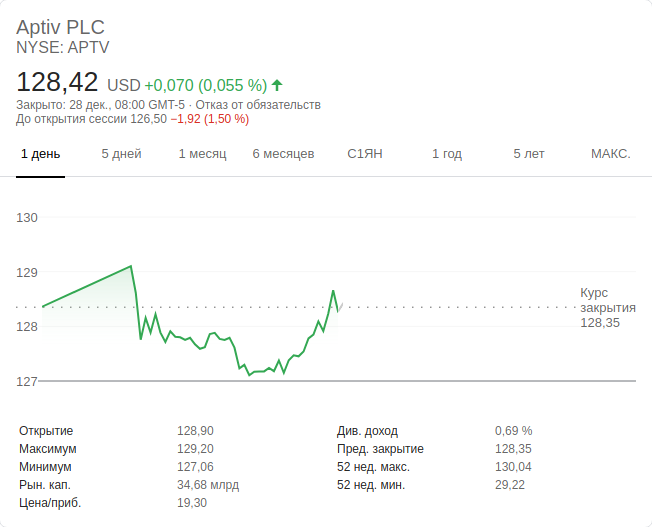 Aptiv PLC
NYSE: APTV
128,42 USD +0,070 (0,055 %)
Закрыто: 28 дек., 08:00 GMT-5 · Отказ от обязательств
До открытия сессии 126,50 −1,92 (1,50 %)
1 день 5 дней 1 месяц 6 месяцев С1ЯН 1 год 5 лет МАКС.
130
129
Курс
закрытия
128,35
128
127
Открытие 128,90 Див. доход 0,69 %
Максимум 129,20 Пред. закрытие 128,35
Минимум 127,06 52 нед. макс. 130,04
Рын. кап. 34,68 млрд 52 нед. мин. 29,22
Цена/приб. 19,30